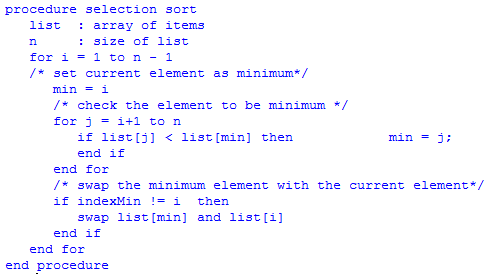 procedure selection sort
list : array of items
n : size of list
for i = 1 to n - 1
/* set current element as minimum*/
min = i
/* check the element to be minimum */
for j = i+1 to n
if list[j] < list[min] then min = j;
end if
end for
/* swap the minimum element with the current element*/
if indexMin != i then
swap list[min] and list[i]
end if
end for
end procedure